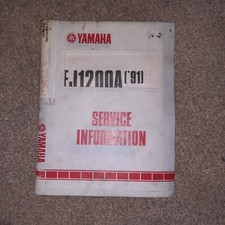 YAMAHA
FJ1200A('91)
SERVICE
INFORMATION
YAMAHA